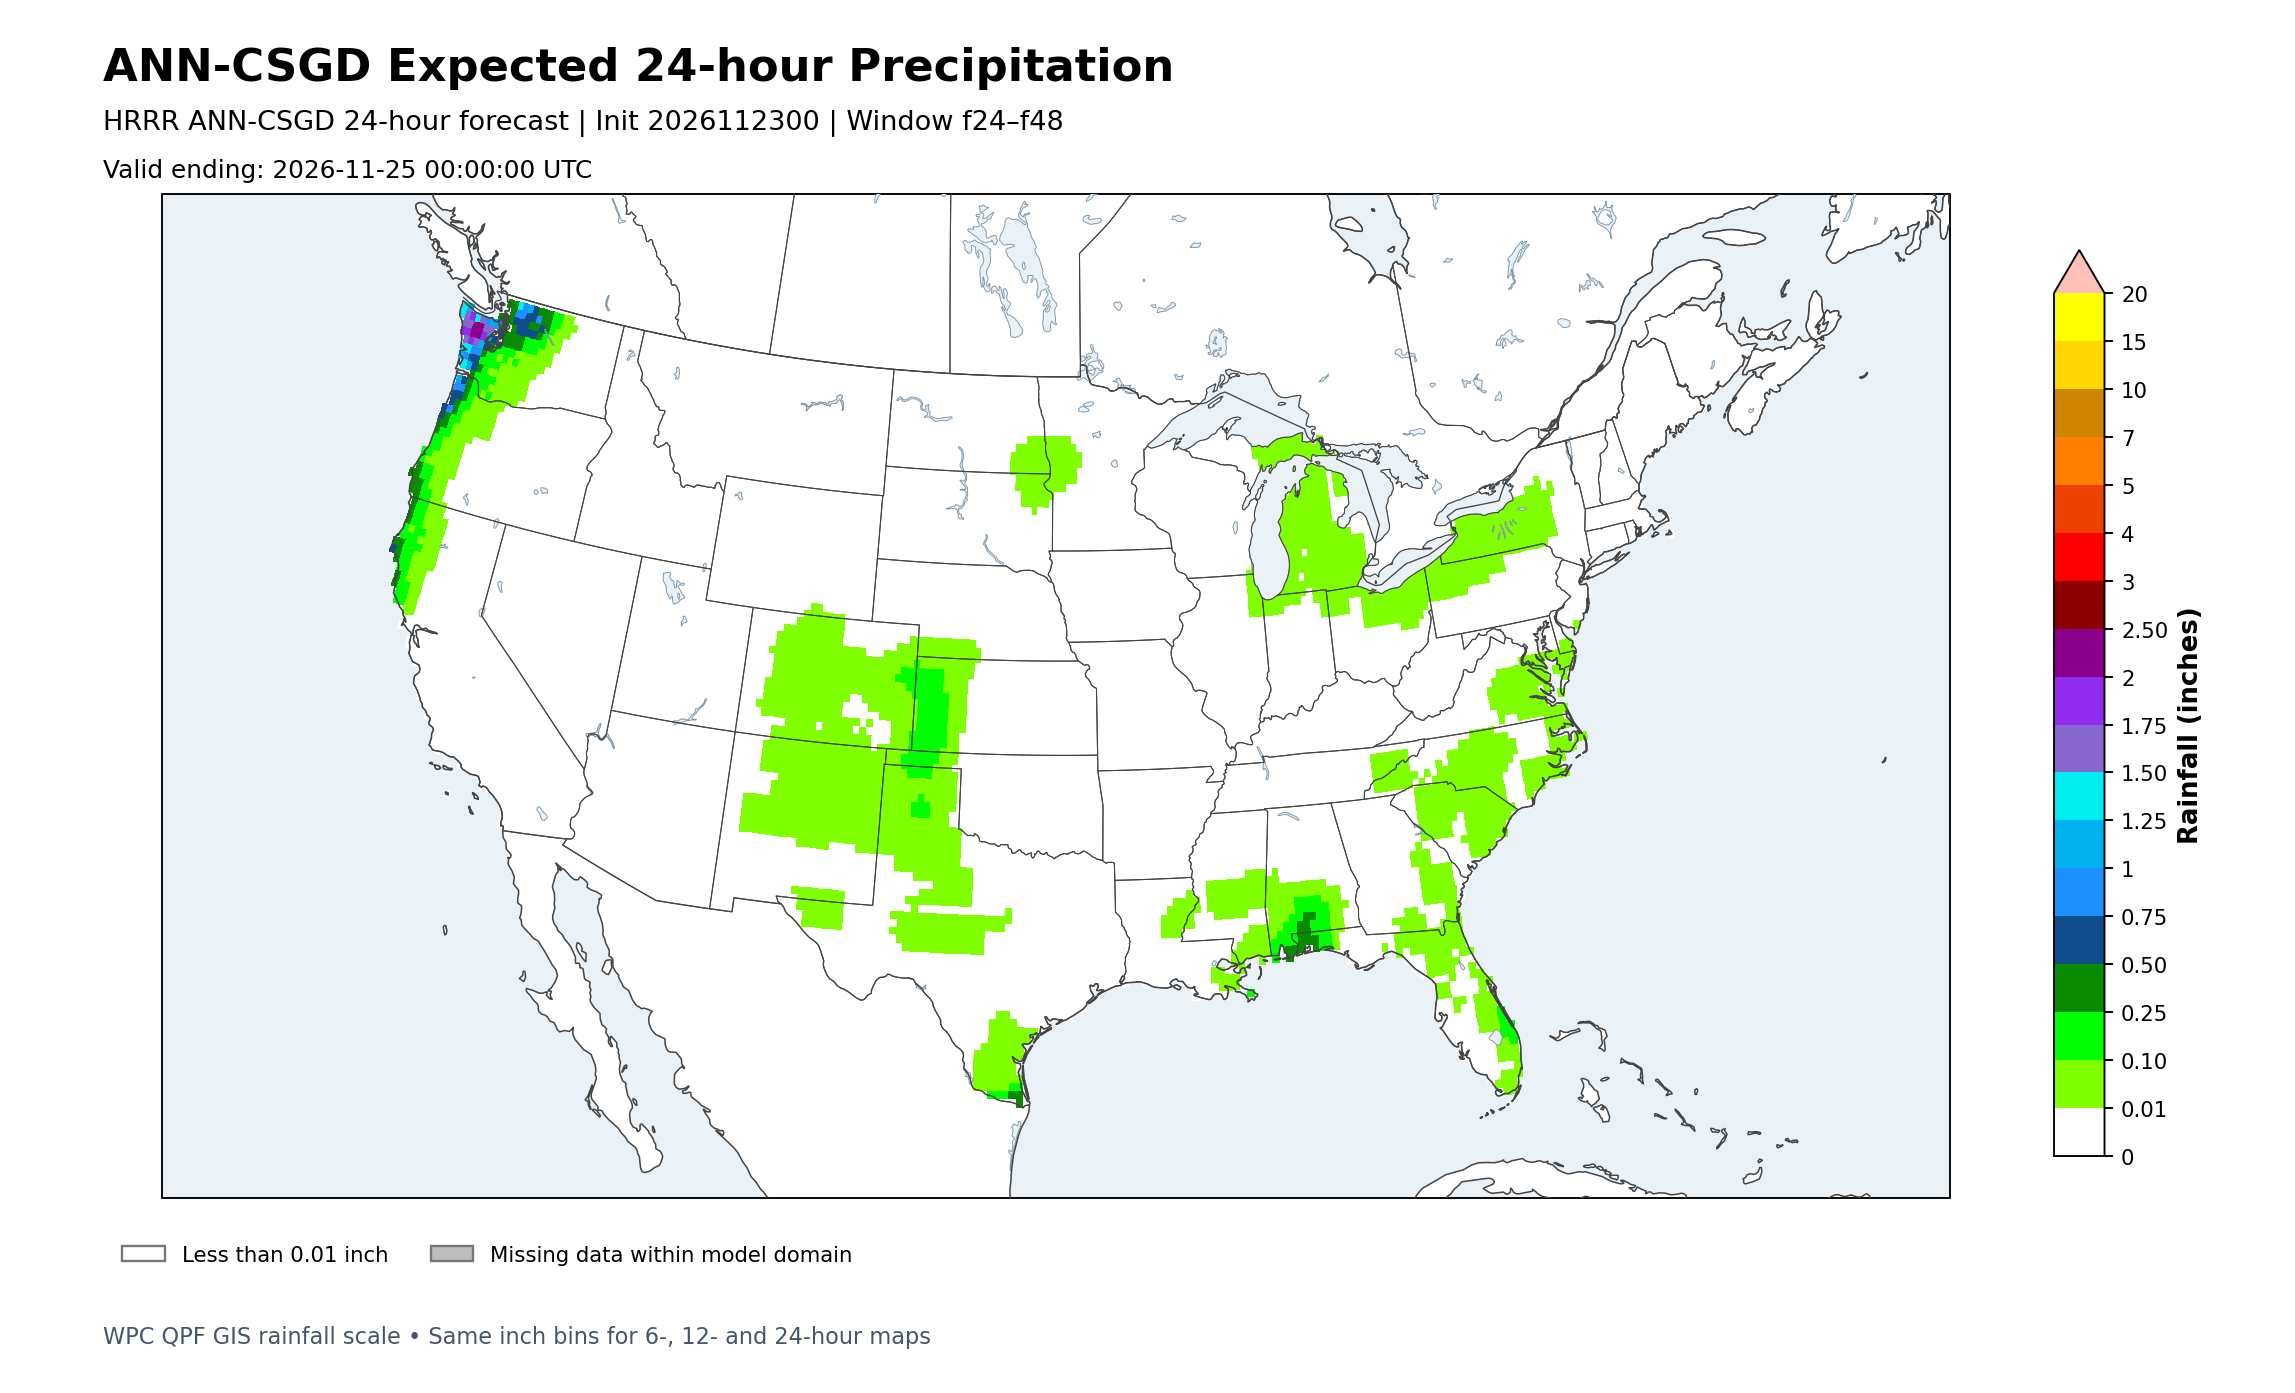 ANN-CSGD Expected 24-hour Precipitation
HRRR ANN-CSGD 24-hour forecast | Init 2026112300 | Window f24–f48
Valid ending: 2026-11-25 00:00:00 UTC
20
15
10
7
5
4
3
2.50
2
1.75
1.50
1.25
1
0.75
0.50
0.25
0.10
0.01
0
Rainfall (inches)
Less than 0.01 inch
Missing data within model domain
WPC QPF GIS rainfall scale • Same inch bins for 6-, 12- and 24-hour maps